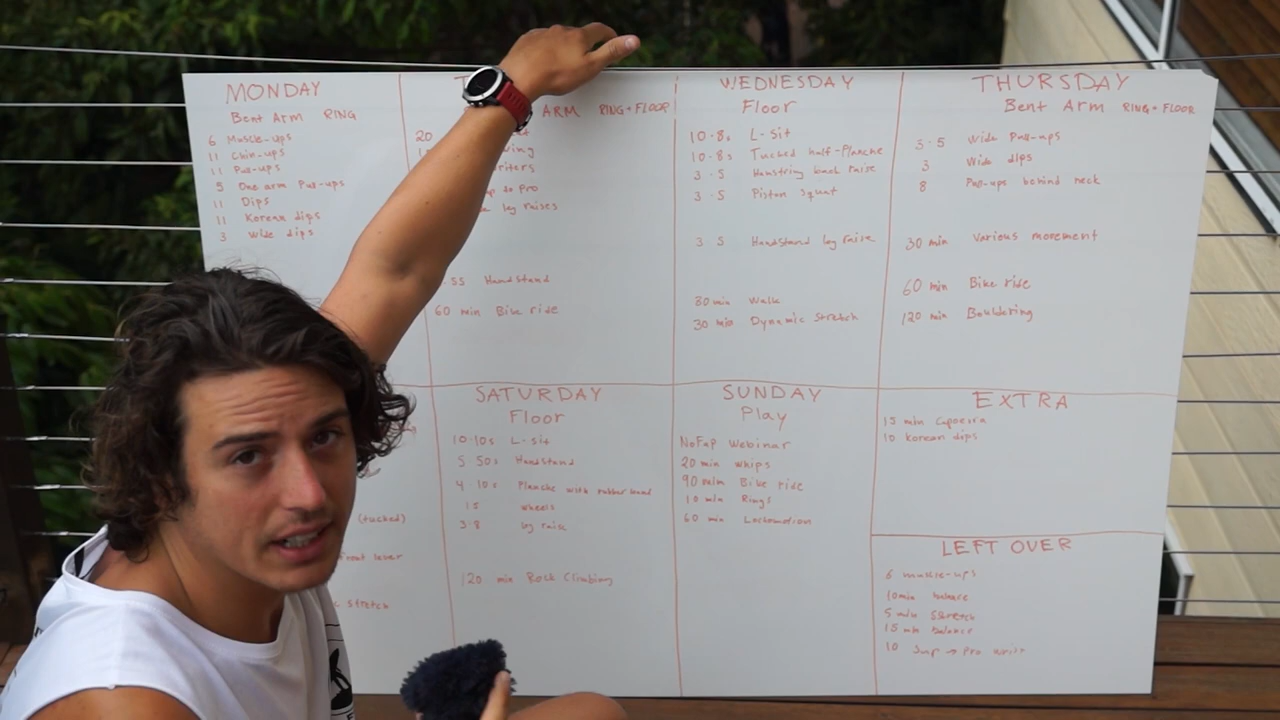 MONDAY
Bent Arm RING
6 Muscle-ups
11 Chin-ups
11 Pull-ups
5 One arm Pull-ups
11 Dips
11 Korean dips
3 Wide dips
ARM RING+FLOOR
20
to Pro
leg raises
5s Handstand
60 min Bike ride
WEDNESDAY
Floor
10·8s L-sit
10·8s Tucked half-Planche
3·5 Hamstring back raise
3·5 Piston squat
3 5 Handstand leg raise
30 min Walk
30 min Dynamic Stretch
THURSDAY
Bent Arm RING+FLOOR
3·5 Wide Pull-ups
3 Wide dips
8 Pull-ups behind neck
30 min Various movement
60 min Bike ride
120 min Bouldering
(tucked)
front lever
stretch
SATURDAY
Floor
10·10s L-sit
5·50s Handstand
4·10s Planche with rubber band
15 wheels
3·8 leg raise
120 min Rock Climbing
SUNDAY
Play
NoFap Webinar
20 min whips
90 min Bike ride
10 min Rings
60 min Locomotion
EXTRA
15 min Capoeira
10 korean dips
LEFT OVER
6 muscle-ups
10min balance
5 min Stretch
15 min balance
10 Sup → Pro wrist